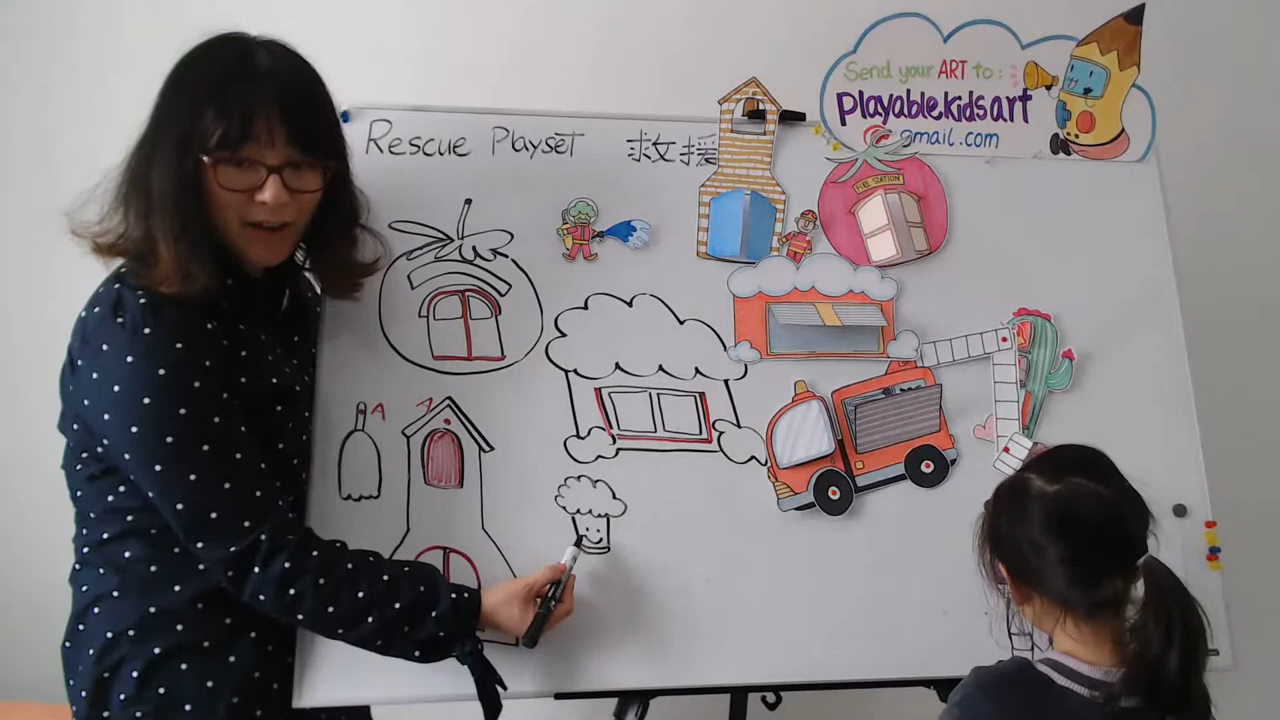 Rescue Playset 救援
Send your ART to:
Playablekidsart
@gmail.com
FIRE STATION
A